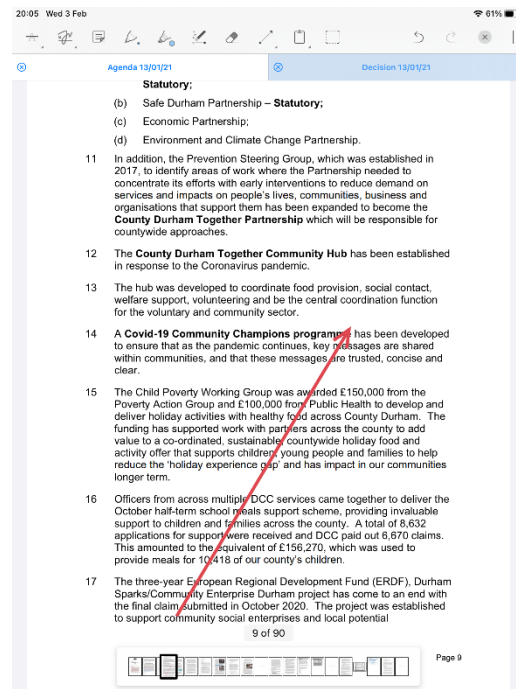 20:05 Wed 3 Feb 61%
Agenda 13/01/21 Decision 13/01/21
Statutory;
(b) Safe Durham Partnership – Statutory;
(c) Economic Partnership;
(d) Environment and Climate Change Partnership.
11 In addition, the Prevention Steering Group, which was established in
2017, to identify areas of work where the Partnership needed to
concentrate its efforts with early interventions to reduce demand on
services and impacts on people's lives, communities, business and
organisations that support them has been expanded to become the
County Durham Together Partnership which will be responsible for
countywide approaches.
12 The County Durham Together Community Hub has been established
in response to the Coronavirus pandemic.
13 The hub was developed to coordinate food provision, social contact,
welfare support, volunteering and be the central coordination function
for the voluntary and community sector.
14 A Covid-19 Community Champions programme has been developed
to ensure that as the pandemic continues, key messages are shared
within communities, and that these messages are trusted, concise and
clear.
15 The Child Poverty Working Group was awarded £150,000 from the
Poverty Action Group and £100,000 from Public Health to develop and
deliver holiday activities with healthy food across County Durham. The
funding has supported work with partners across the county to add
value to a co-ordinated, sustainable, countywide holiday food and
activity offer that supports children, young people and families to help
reduce the 'holiday experience gap' and has impact in our communities
longer term.
16 Officers from across multiple DCC services came together to deliver the
October half-term school meals support scheme, providing invaluable
support to children and families across the county. A total of 8,632
applications for support were received and DCC paid out 6,670 claims.
This amounted to the equivalent of £156,270, which was used to
provide meals for 10,418 of our county's children.
17 The three-year European Regional Development Fund (ERDF), Durham
Sparks/Community Enterprise Durham project has come to an end with
the final claim submitted in October 2020. The project was established
to support community social enterprises and local potential
9 of 90
Page 9